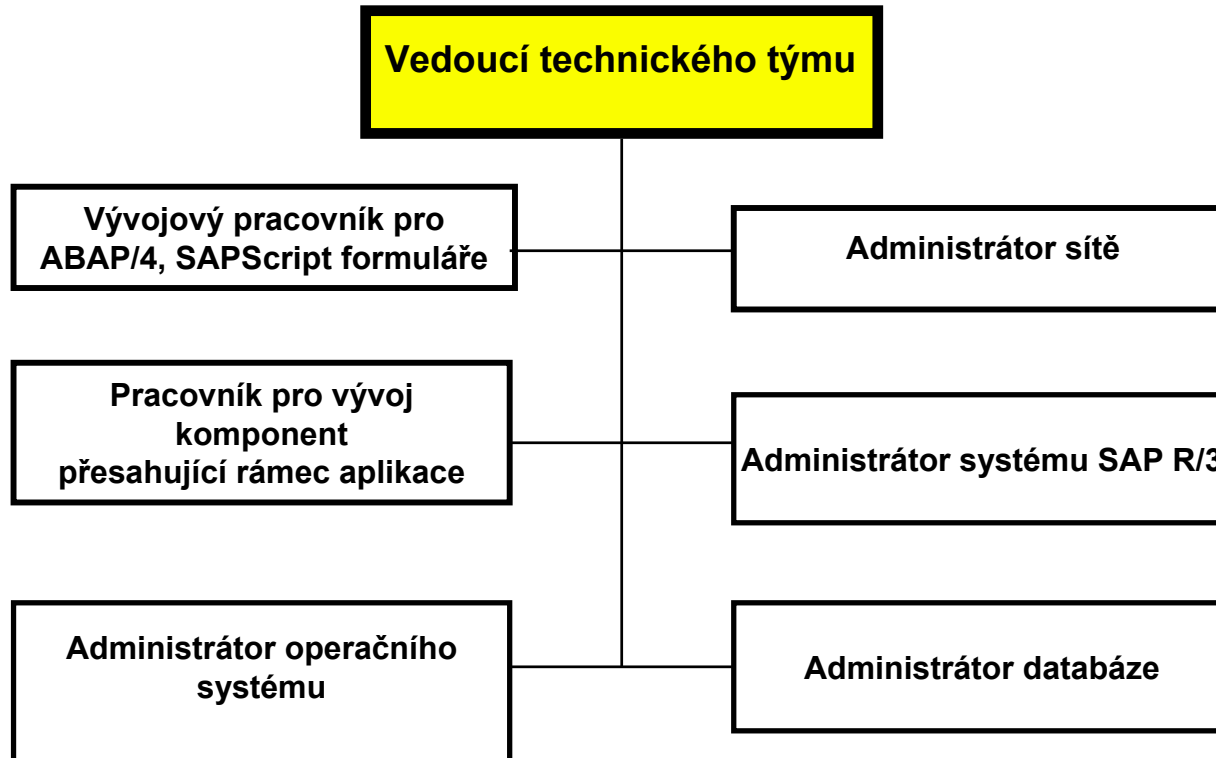 Vedoucí technického týmu
Vývojový pracovník pro
ABAP/4, SAPScript formuláře
Administrátor sítě
Pracovník pro vývoj
komponent
přesahující rámec aplikace
Administrátor systému SAP R/3
Administrátor operačního
systému
Administrátor databáze